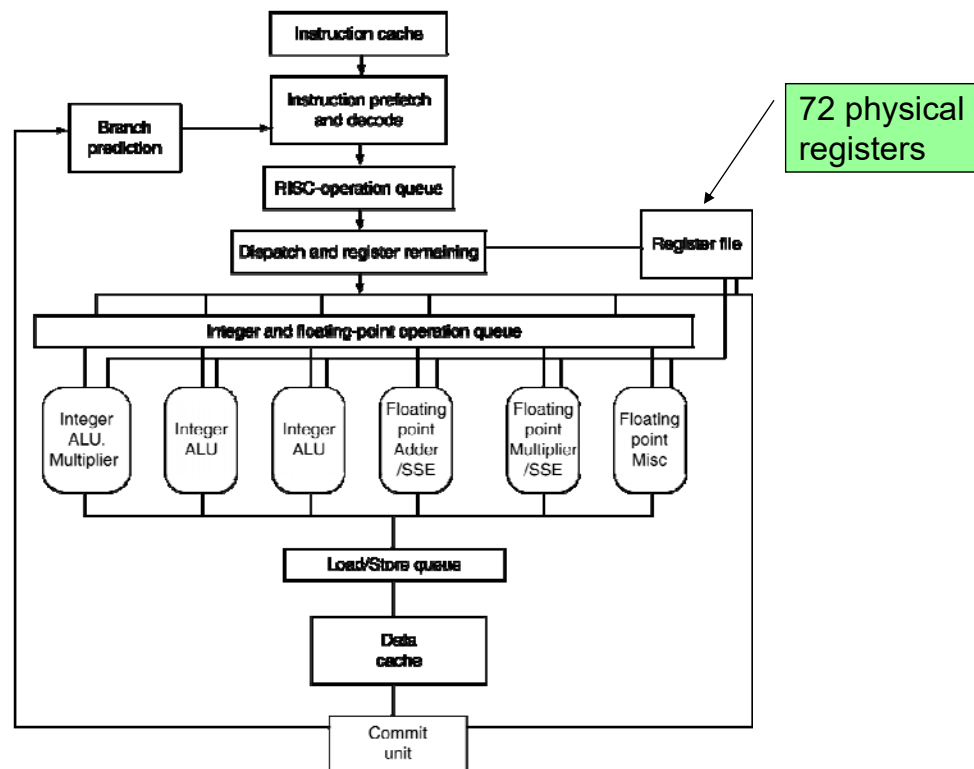 Instruction cache
Instruction prefetch
and decode
Branch
prediction
72 physical
registers
RISC-operation queue
Dispatch and register remaining
Register file
Integer and floating-point operation queue
Integer
ALU.
Multiplier
Integer
ALU
Integer
ALU
Floating
point
Adder
/SSE
Floating
point
Multiplier
/SSE
Floating
point
Misc
Load/Store queue
Data
cache
Commit
unit